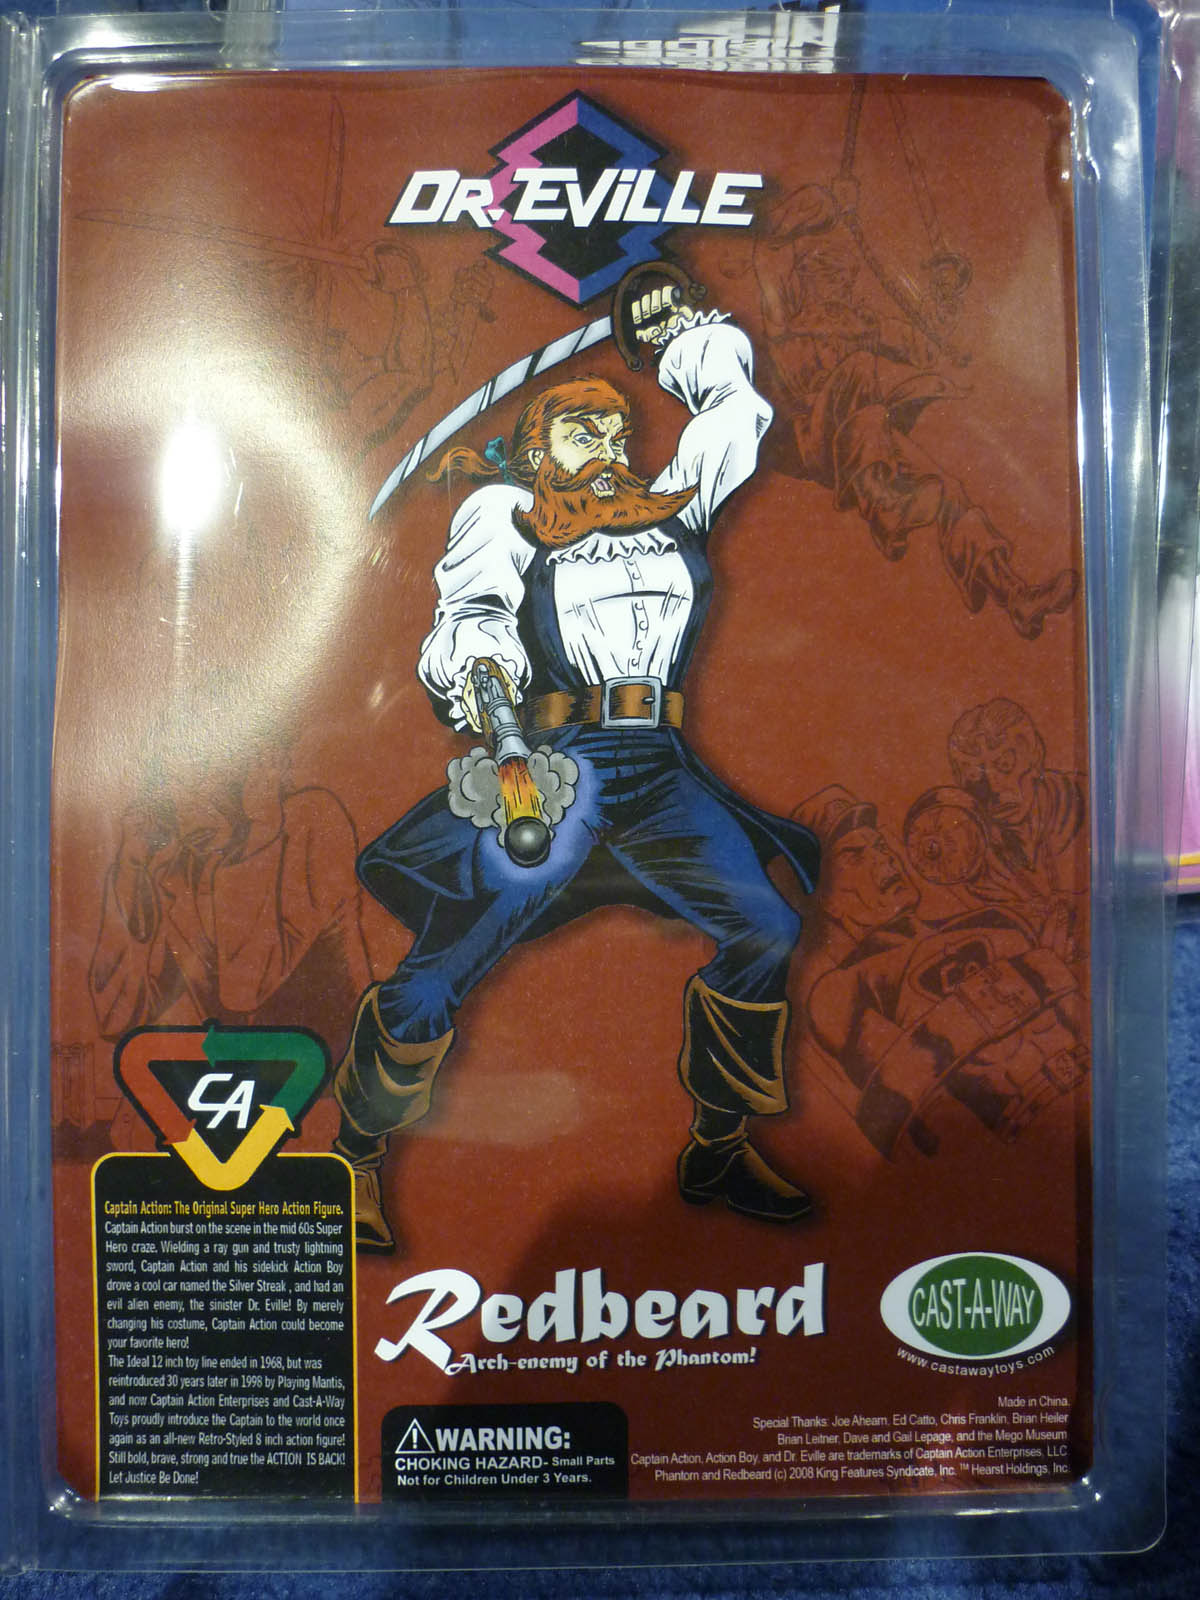 DR. EVILLE
CA
Captain Action: The Original Super Hero Action Figure.
Captain Action burst on the scene in the mid 60s Super
Hero craze. Wielding a ray gun and trusty lightning
sword, Captain Action and his sidekick Action Boy
drove a cool car named the Silver Streak , and had an
evil alien enemy, the sinister Dr. Eville! By merely
changing his costume, Captain Action could become
your favorite hero!
The Ideal 12 inch toy line ended in 1968, but was
reintroduced 30 years later in 1998 by Playing Mantis,
and now Captain Action Enterprises and Cast-A-Way
Toys proudly introduce the Captain to the world once
again as an all-new Retro-Styled 8 inch action figure!
Still bold, brave, strong and true the ACTION IS BACK!
Let Justice Be Done!
Redbeard
Arch-enemy of the Phantom!
CAST-A-WAY
www.castawaytoys.com
WARNING:
CHOKING HAZARD- Small Parts
Not for Children Under 3 Years.
Made in China.
Special Thanks: Joe Ahearn, Ed Catto, Chris Franklin, Brian Heiler
Brian Leitner, Dave and Gail Lepage, and the Mego Museum
Captain Action, Action Boy, and Dr. Eville are trademarks of Captain Action Enterprises, LLC
Phantom and Redbeard (c) 2008 King Features Syndicate, Inc. ™ Hearst Holdings, Inc.